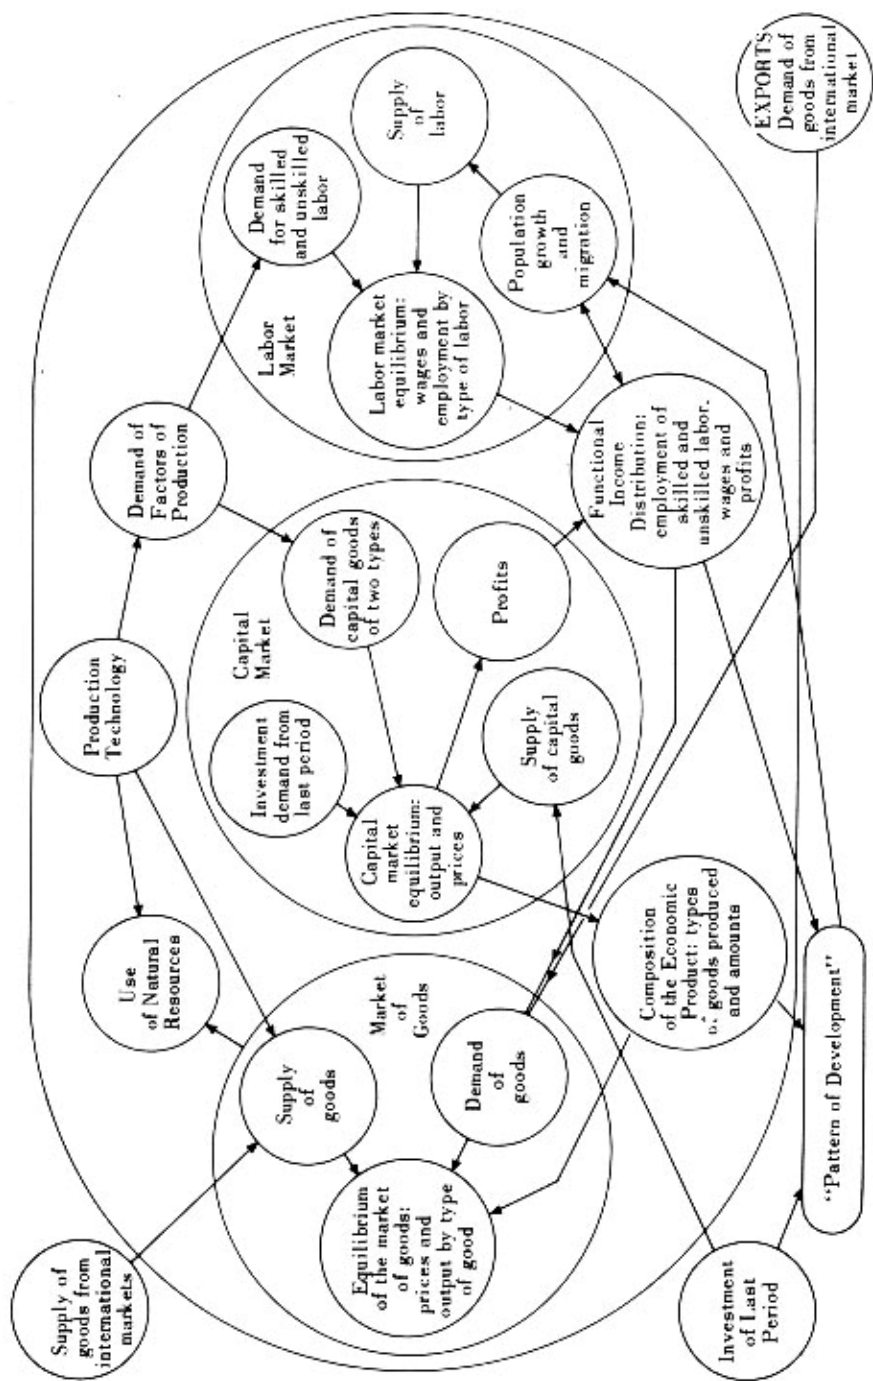 Supply of
goods from
international
markets
Use
of Natural
Resources
Production
Technology
Demand of
Factors of
Production
Supply
of
goods
Market
of
Goods
Equilibrium
of the market
of goods:
prices and
output by type
of good
Demand
of
goods
Capital
Market
Investment
demand from
last period
Demand of
capital goods
of two types
Capital
market
equilibrium:
output and
prices
Profits
Supply
of capital
goods
Labor
Market
Demand
for skilled
and unskilled
labor
Labor market
equilibrium:
wages and
employment by
type of labor
Supply
of
labor
Population
growth
and
migration
Functional
Income
Distribution:
employment of
skilled and
unskilled labor.
wages and
profits
Composition
of the Economic
Product: types
of goods produced
and amounts
Investment
of Last
Period
"Pattern of Development"
EXPORTS
Demand of
goods from
international
market